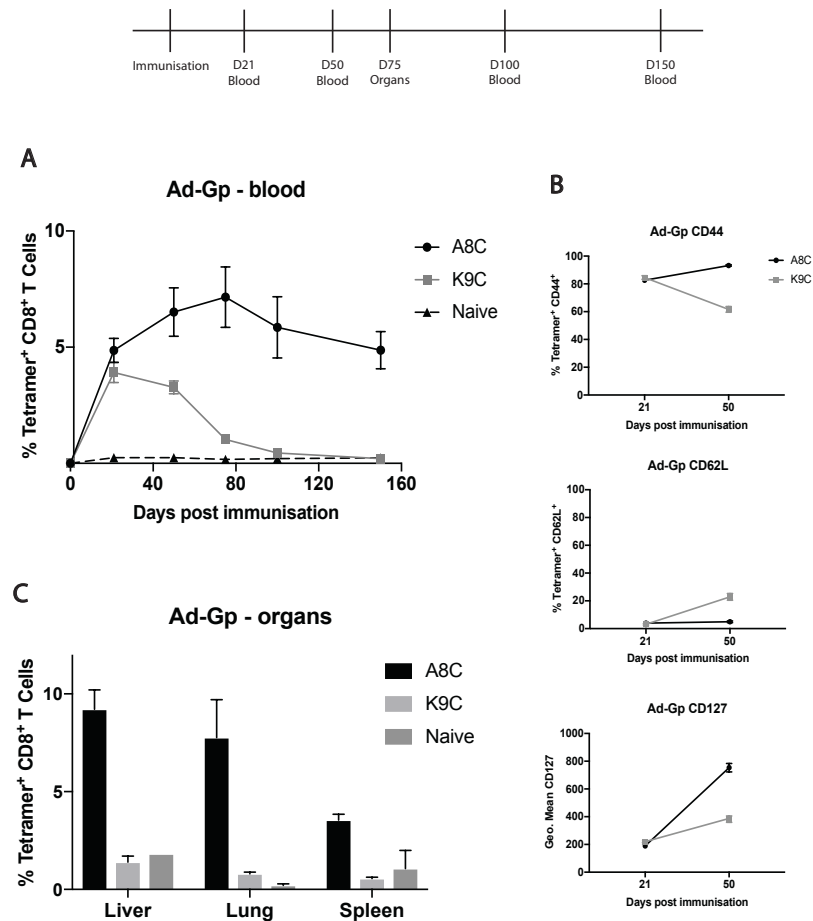 Immunisation
D21
Blood
D50
Blood
D75
Organs
D100
Blood
D150
Blood
A
Ad-Gp - blood
% Tetramer⁺ CD8⁺ T Cells
10
5
0
0 40 80 120 160
Days post immunisation
A8C
K9C
Naive
B
Ad-Gp CD44
% Tetramer⁺ CD44⁺
100
80
60
40
20
0
21 50
Days post immunisation
A8C
K9C
Ad-Gp CD62L
% Tetramer⁺ CD62L⁺
100
80
60
40
20
0
21 50
Days post immunisation
Ad-Gp CD127
Geo. Mean CD127
1000
800
600
400
200
0
21 50
Days post immunisation
C
Ad-Gp - organs
% Tetramer⁺ CD8⁺ T Cells
10
5
0
Liver Lung Spleen
A8C
K9C
Naive